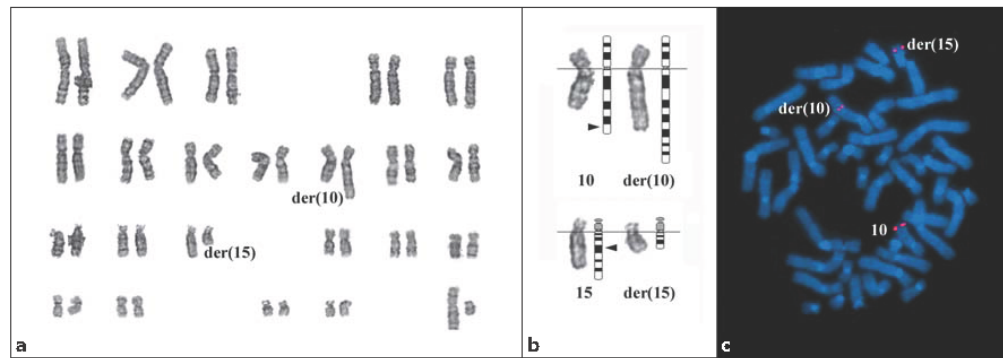 der(10)
der(15)
a
10 der(10)
15 der(15)
b
der(15)
der(10)
10
c